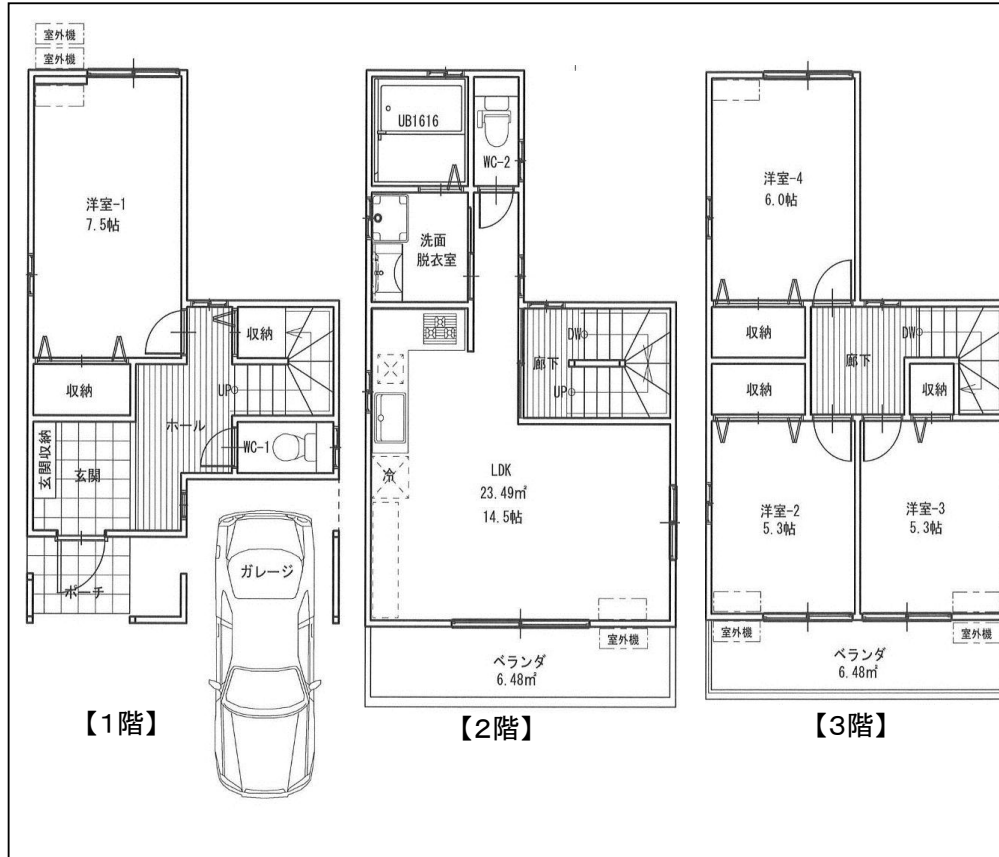 室外機
室外機
洋室-1
7.5帖
収納
収納
UP
ホール
玄関収納
玄関
WC-1
ポーチ
ガレージ
【1階】
UB1616
WC-2
洗面
脱衣室
DW
廊下
UP
冷
LDK
23.49㎡
14.5帖
室外機
ベランダ
6.48㎡
【2階】
洋室-4
6.0帖
収納
DW
廊下
収納
収納
洋室-2
5.3帖
洋室-3
5.3帖
室外機
室外機
ベランダ
6.48㎡
【3階】